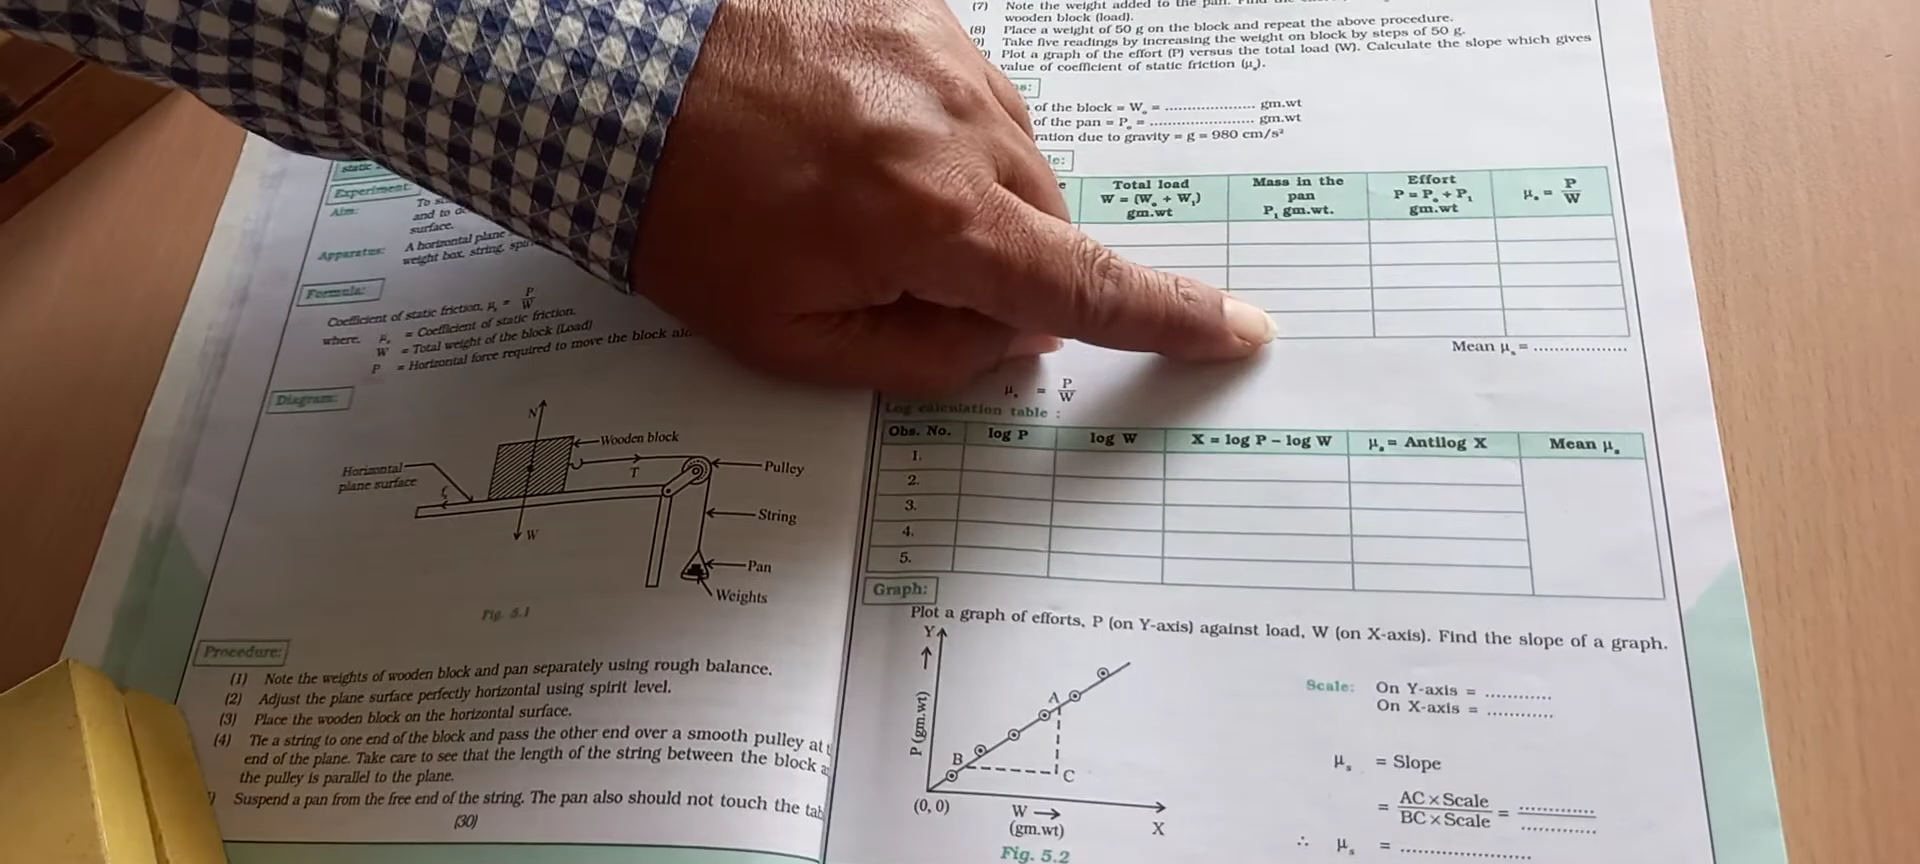 static
Experiment:
Aim:
To
and to
surface.
Apparatus:
A horizontal plane
weight box, string,
Formula:
Coefficient of static friction, μₛ = P/W
where, μₛ = Coefficient of static friction.
W = Total weight of the block (Load)
P = Horizontal force required to move the block
Diagram:
N
Wooden block
Horizontal
plane surface
T
Pulley
fₛ
String
W
Pan
Weights
Fig. 5.1
Procedure:
(1) Note the weights of wooden block and pan separately using rough balance.
(2) Adjust the plane surface perfectly horizontal using spirit level.
(3) Place the wooden block on the horizontal surface.
(4) Tie a string to one end of the block and pass the other end over a smooth pulley at
end of the plane. Take care to see that the length of the string between the block
the pulley is parallel to the plane.
Suspend a pan from the free end of the string. The pan also should not touch the
(30)
(7) Note the weight added to the pan.
wooden block (load).
(8) Place a weight of 50 g on the block and repeat the above procedure.
9) Take five readings by increasing the weight on block by steps of 50 g.
Plot a graph of the effort (P) versus the total load (W). Calculate the slope which gives
value of coefficient of static friction (μₛ).
of the block = W₀ = .................... gm.wt
of the pan = P₀ = ....................... gm.wt
ration due to gravity = g = 980 cm/s²
le:
Total load W = (W₀ + W₁) gm.wt Mass in the pan P₁ gm.wt. Effort P = P₀ + P₁ gm.wt μₛ = P/W
Mean μₛ = ...................
μₛ = P/W
Log calculation table :
Obs. No. log P log W X = log P – log W μₛ = Antilog X Mean μₛ
1.
2.
3.
4.
5.
Graph:
Plot a graph of efforts, P (on Y-axis) against load, W (on X-axis). Find the slope of a graph.
Y
P (gm.wt)
A
B
C
(0, 0)
W
(gm.wt)
X
Fig. 5.2
Scale: On Y-axis = .............
On X-axis = .............
μₛ = Slope
= AC × Scale / BC × Scale = .............. / ..............
∴ μₛ = .........................